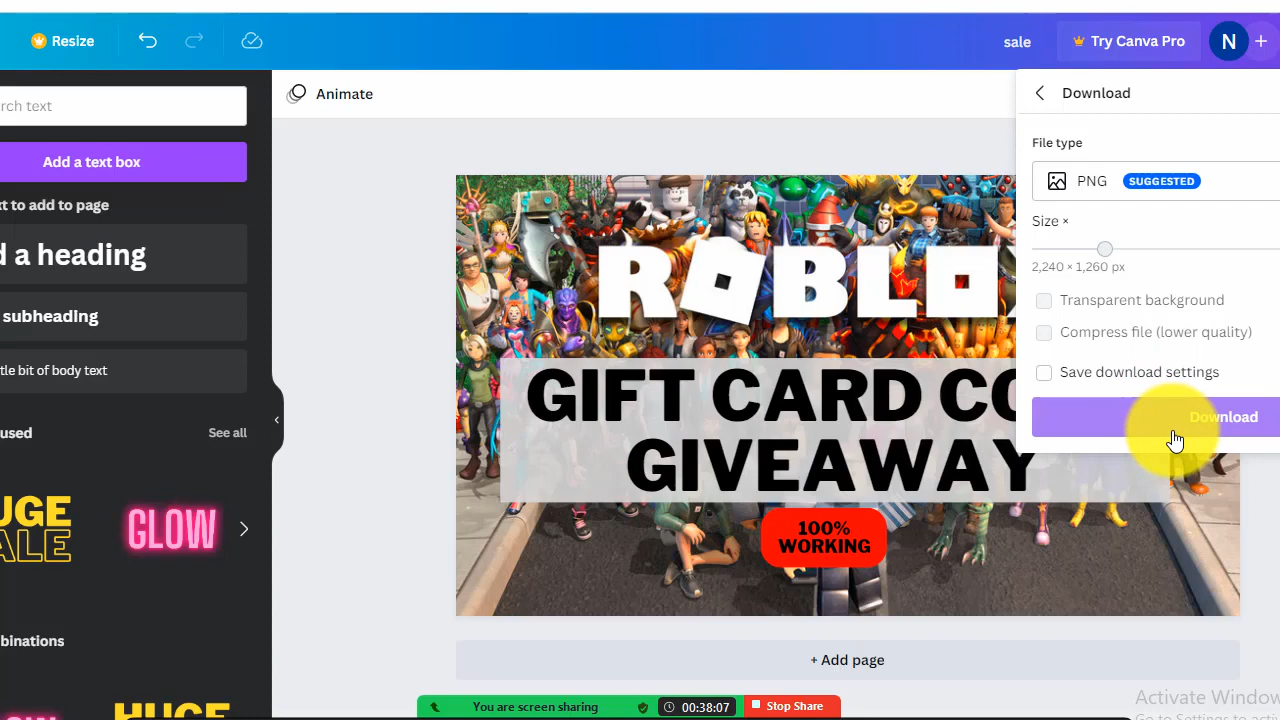 Resize
sale
Try Canva Pro
N
+
rch text
Animate
Download
File type
Add a text box
PNG
SUGGESTED
xt to add to page
Size ×
d a heading
ROBLOX
2,240 × 1,260 px
Transparent background
subheading
Compress file (lower quality)
tle bit of body text
Save download settings
GIFT CARD CO
Download
used
See all
GIVEAWAY
UGE
ALE
GLOW
100%
WORKING
binations
+ Add page
HUGE
Activate Window
You are screen sharing
00:38:07
Stop Share